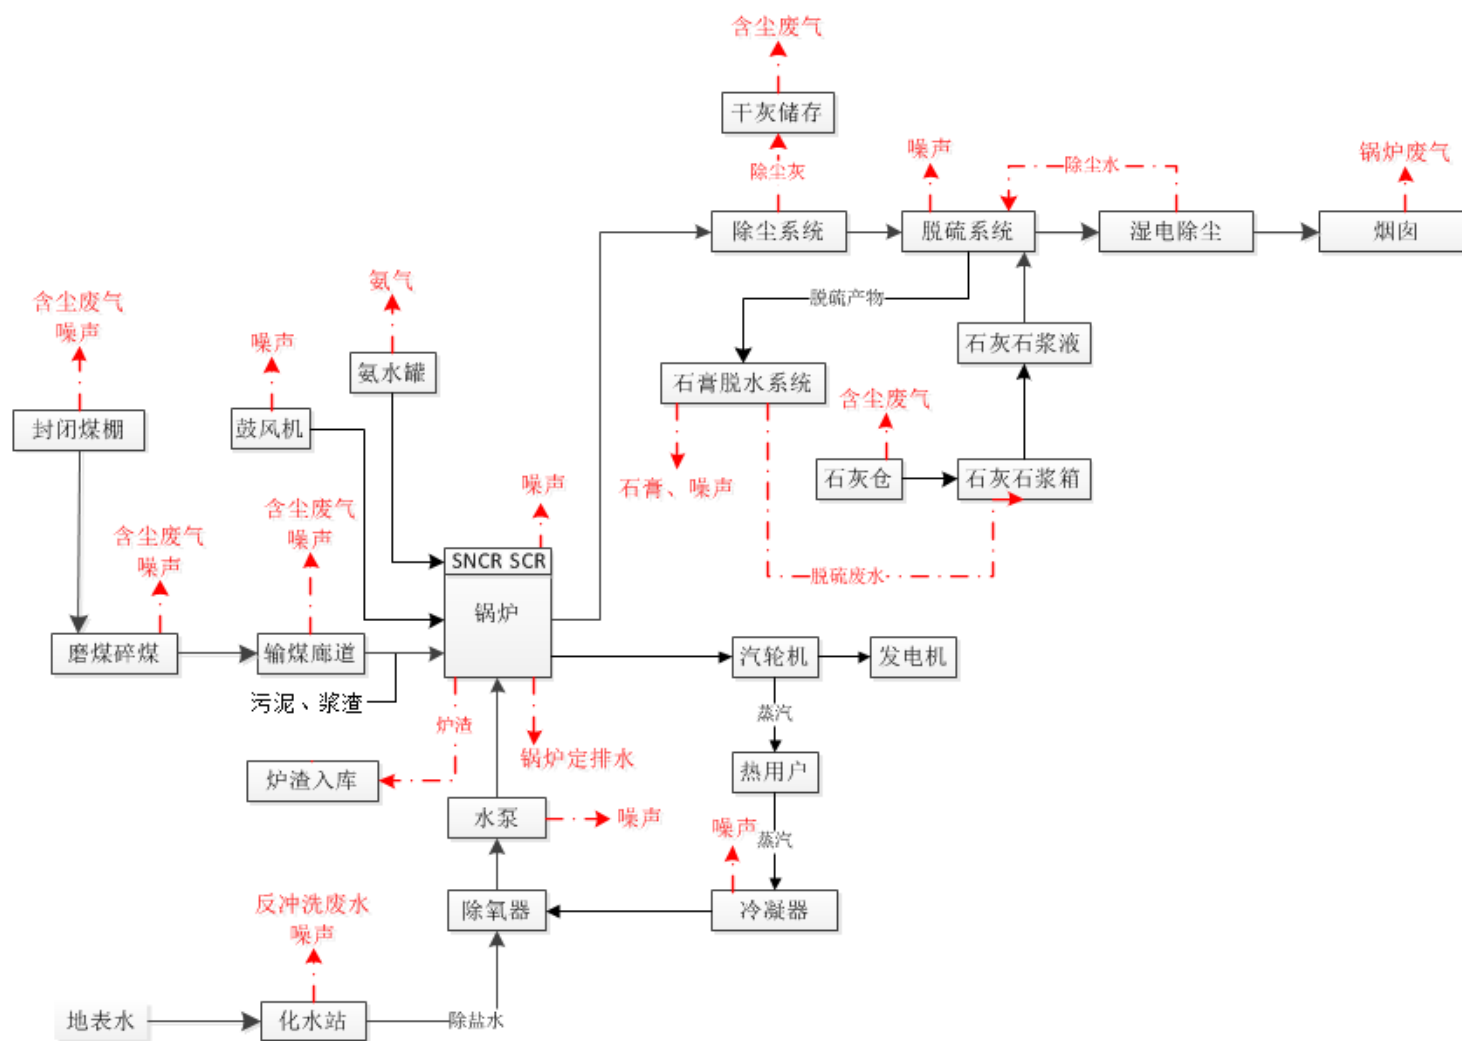 含尘废气
干灰储存
除尘灰
噪声
除尘水
锅炉废气
除尘系统
脱硫系统
湿电除尘
烟囱
脱硫产物
石灰石浆液
石膏脱水系统
含尘废气
石灰仓
石灰石浆箱
石膏、噪声
脱硫废水
氨气
氨水罐
含尘废气
噪声
封闭煤棚
噪声
鼓风机
含尘废气
噪声
磨煤碎煤
含尘废气
噪声
输煤廊道
污泥、浆渣
噪声
SNCR SCR
锅炉
汽轮机
发电机
蒸汽
热用户
蒸汽
噪声
冷凝器
炉渣
锅炉定排水
炉渣入库
水泵
噪声
除氧器
反冲洗废水
噪声
地表水
化水站
除盐水